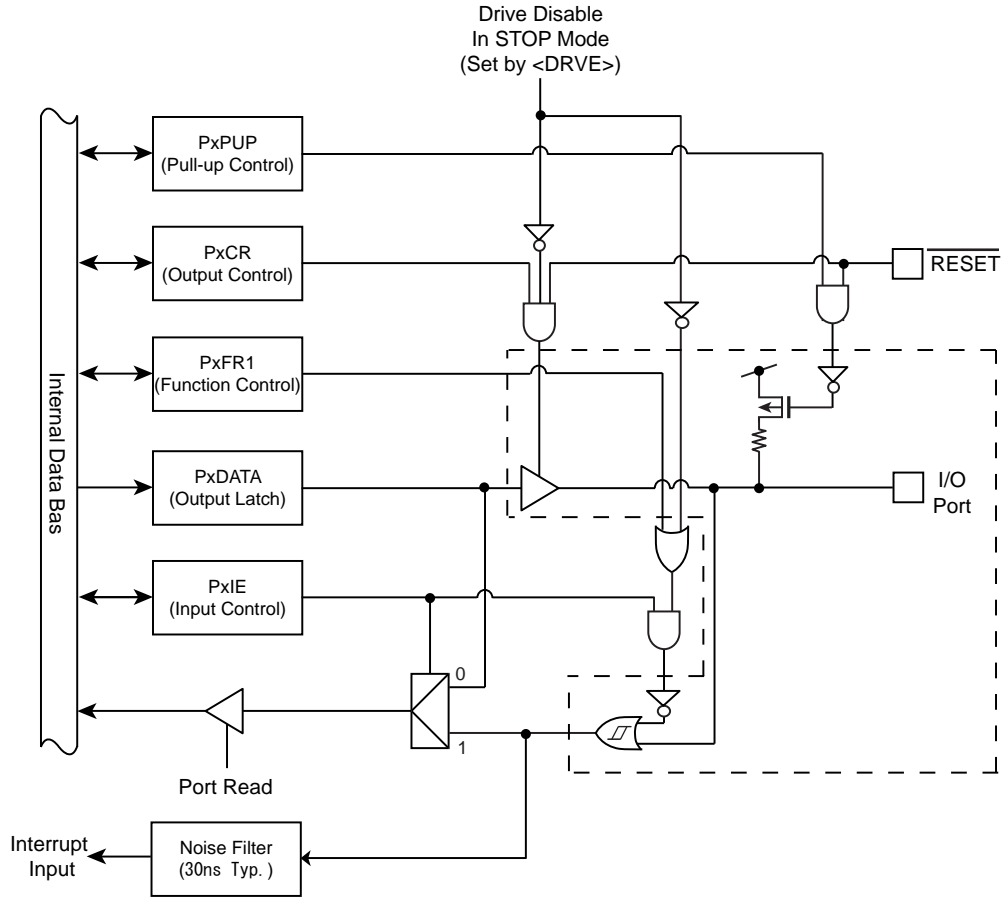 Drive Disable
In STOP Mode
(Set by <DRVE>)
PxPUP
(Pull-up Control)
PxCR
(Output Control)
RESET
PxFR1
(Function Control)
Internal Data Bas
PxDATA
(Output Latch)
I/O
Port
PxIE
(Input Control)
0
1
Port Read
Interrupt
Input
Noise Filter
(30ns Typ.)